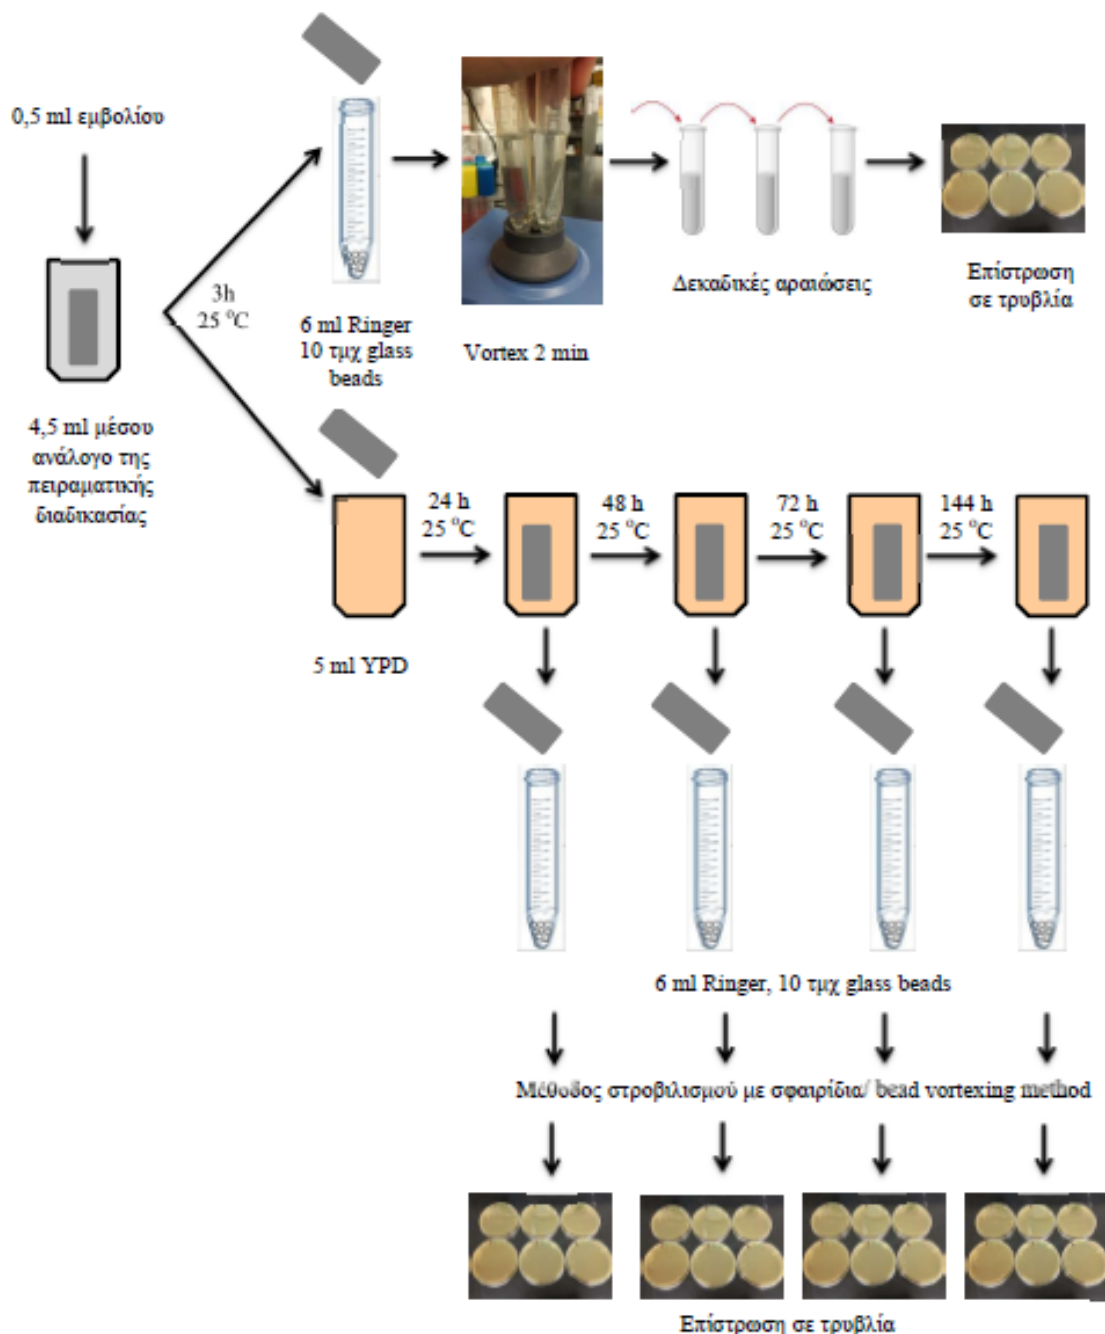 0,5 ml εμβολίου
3h
25 °C
4,5 ml μέσου
ανάλογο της
πειραματικής
διαδικασίας
6 ml Ringer
10 τμχ glass
beads
Vortex 2 min
Δεκαδικές αραιώσεις
Επίστρωση
σε τρυβλία
24 h
25 °C
48 h
25 °C
72 h
25 °C
144 h
25 °C
5 ml YPD
6 ml Ringer, 10 τμχ glass beads
Μέθοδος στροβιλισμού με σφαιρίδια/ bead vortexing method
Επίστρωση σε τρυβλία